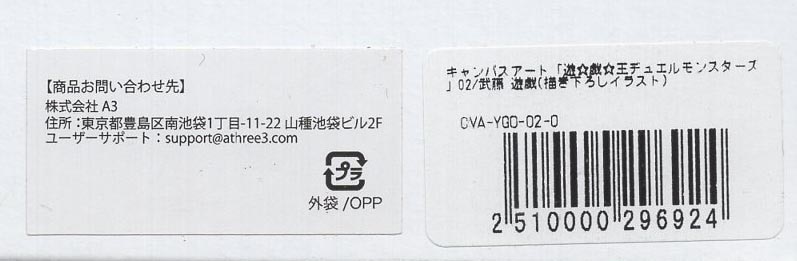 【商品お問い合わせ先】
株式会社 A3
住所：東京都豊島区南池袋1丁目-11-22 山種池袋ビル2F
ユーザーサポート：support@athree3.com
プラ
外袋 /OPP
キャンバスアート「遊☆戯☆王デュエルモンスターズ
」02/武藤 遊戯(描き下ろしイラスト)
CVA-YGO-02-0
2 510000 296924